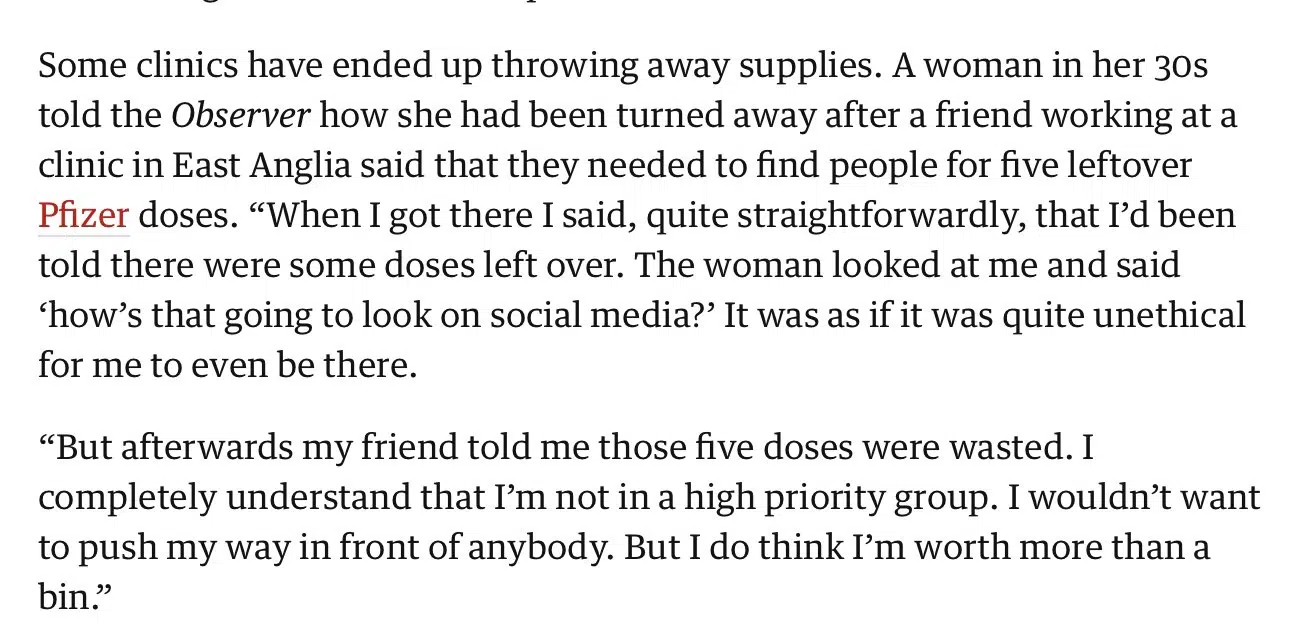 Some clinics have ended up throwing away supplies. A woman in her 30s
told the Observer how she had been turned away after a friend working at a
clinic in East Anglia said that they needed to find people for five leftover
Pfizer doses. “When I got there I said, quite straightforwardly, that I’d been
told there were some doses left over. The woman looked at me and said
‘how’s that going to look on social media?’ It was as if it was quite unethical
for me to even be there.
“But afterwards my friend told me those five doses were wasted. I
completely understand that I’m not in a high priority group. I wouldn’t want
to push my way in front of anybody. But I do think I’m worth more than a
bin.”